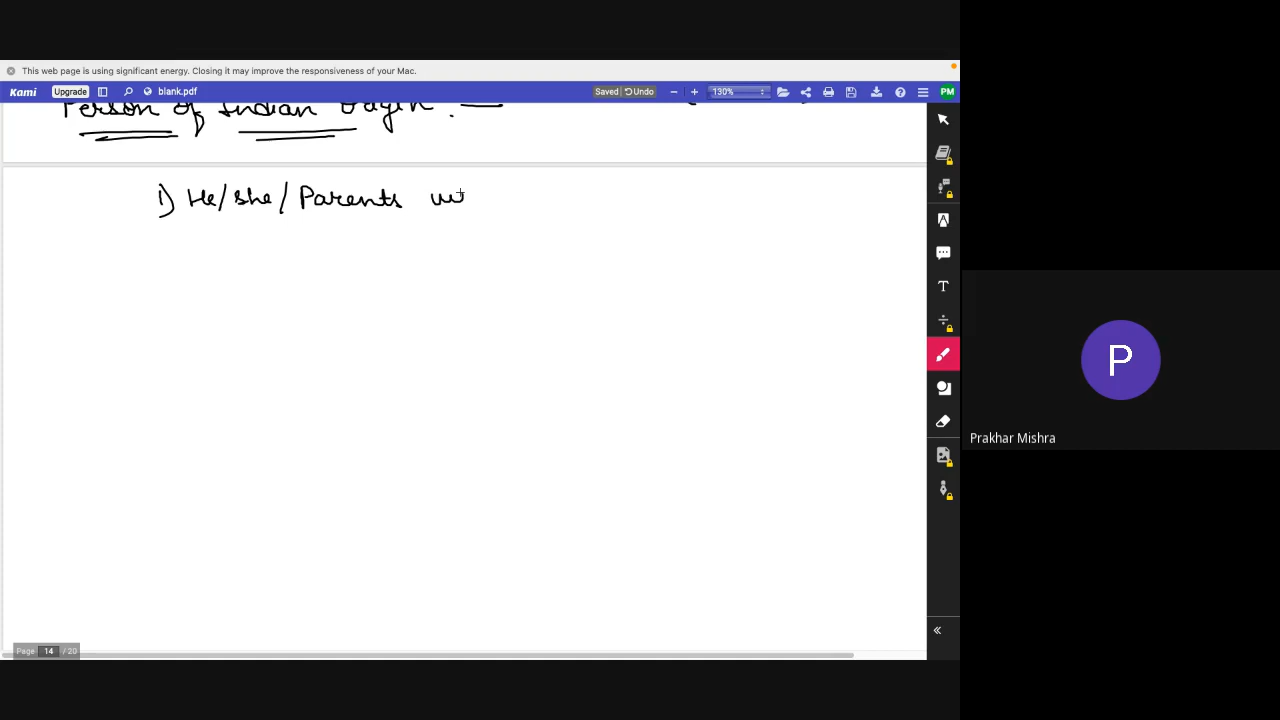 This web page is using significant energy. Closing it may improve the responsiveness of your Mac.
Kami Upgrade blank.pdf Saved Undo 130% PM
Person of Indian Origin :
1) He/she/Parents
T
P
Prakhar Mishra
Page 14 / 20